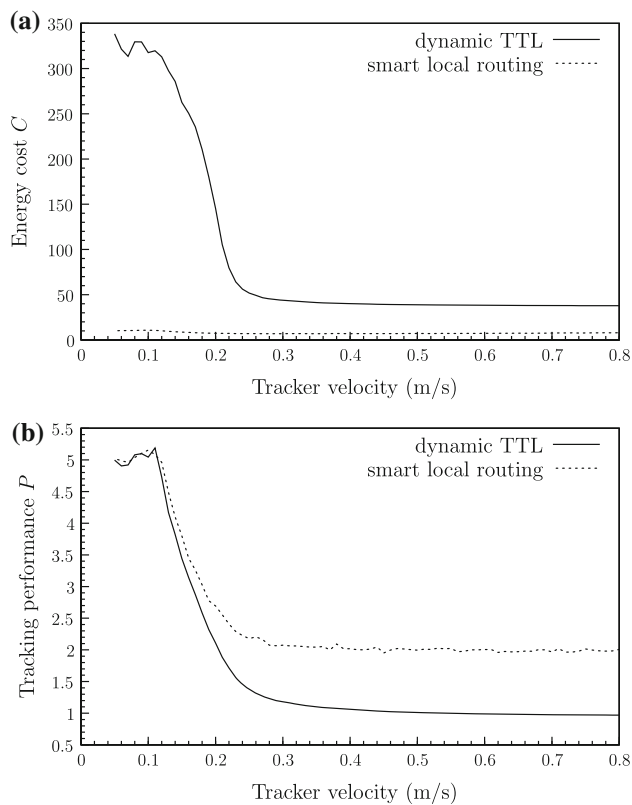 (a)
350
300
250
200
150
100
50
0
Energy cost C
dynamic TTL
smart local routing
0 0.1 0.2 0.3 0.4 0.5 0.6 0.7 0.8
Tracker velocity (m/s)
(b)
5.5
5
4.5
4
3.5
3
2.5
2
1.5
1
0.5
Tracking performance P
dynamic TTL
smart local routing
0 0.1 0.2 0.3 0.4 0.5 0.6 0.7 0.8
Tracker velocity (m/s)